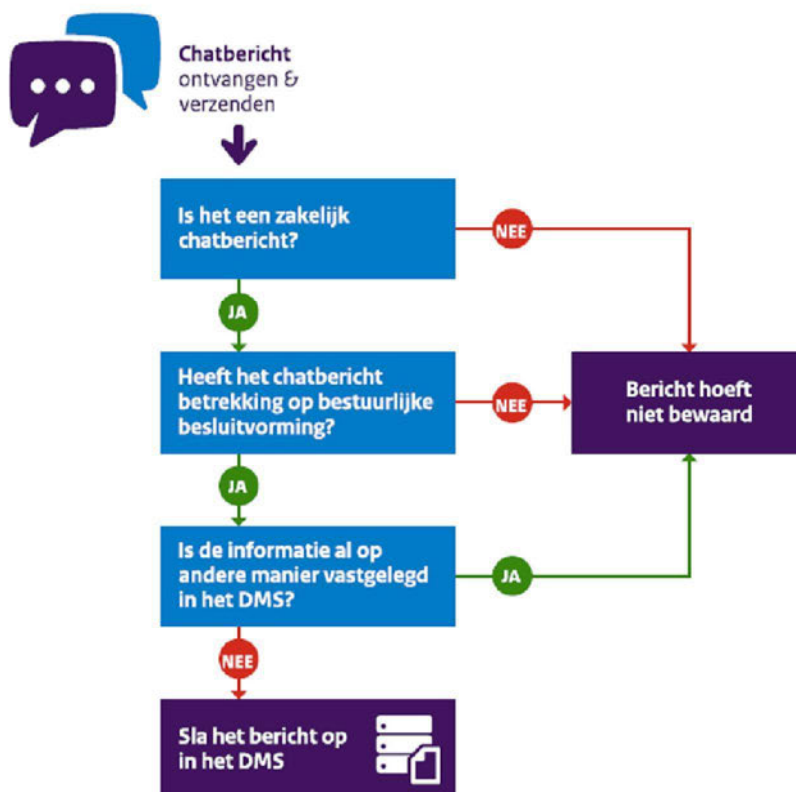 Chatbericht
ontvangen &
verzenden
Is het een zakelijk
chatbericht?
NEE
JA
Heeft het chatbericht
betrekking op bestuurlijke
besluitvorming?
NEE
Bericht hoeft
niet bewaard
JA
Is de informatie al op
andere manier vastgelegd
in het DMS?
JA
NEE
Sla het bericht op
in het DMS